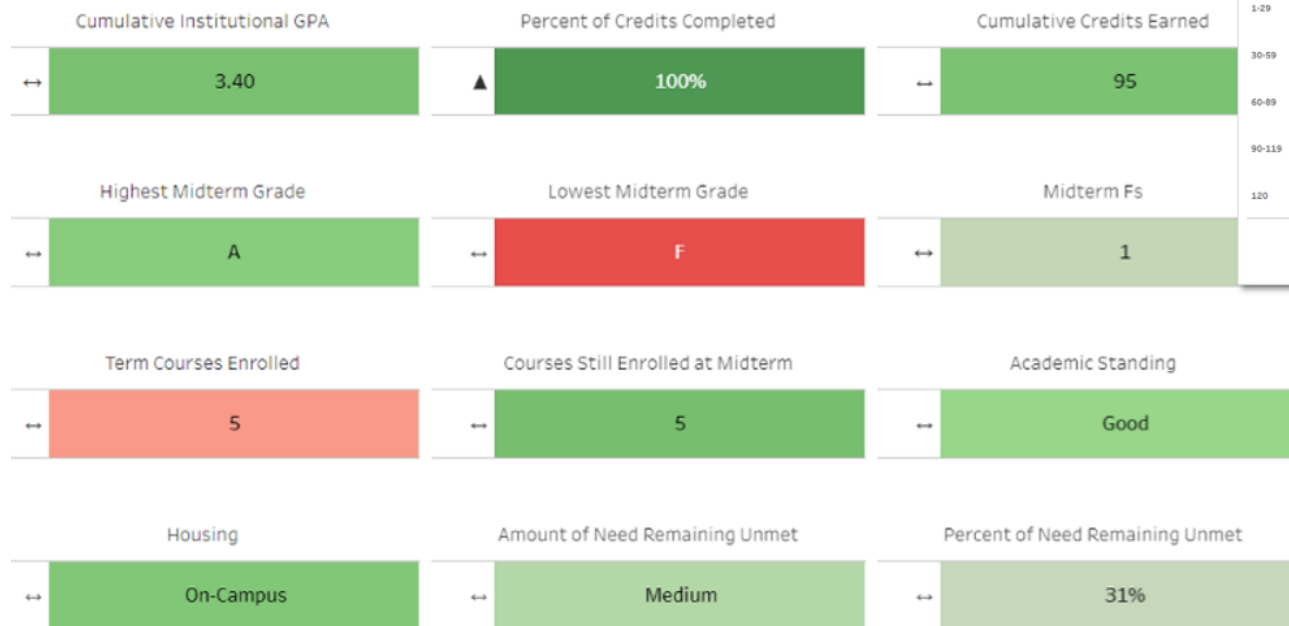 Cumulative Institutional GPA
Percent of Credits Completed
Cumulative Credits Earned
↔ 3.40
▲ 100%
↔ 95
Highest Midterm Grade
Lowest Midterm Grade
Midterm Fs
↔ A
↔ F
↔ 1
Term Courses Enrolled
Courses Still Enrolled at Midterm
Academic Standing
↔ 5
↔ 5
↔ Good
Housing
Amount of Need Remaining Unmet
Percent of Need Remaining Unmet
↔ On-Campus
↔ Medium
↔ 31%
1-29
30-59
60-89
90-119
120